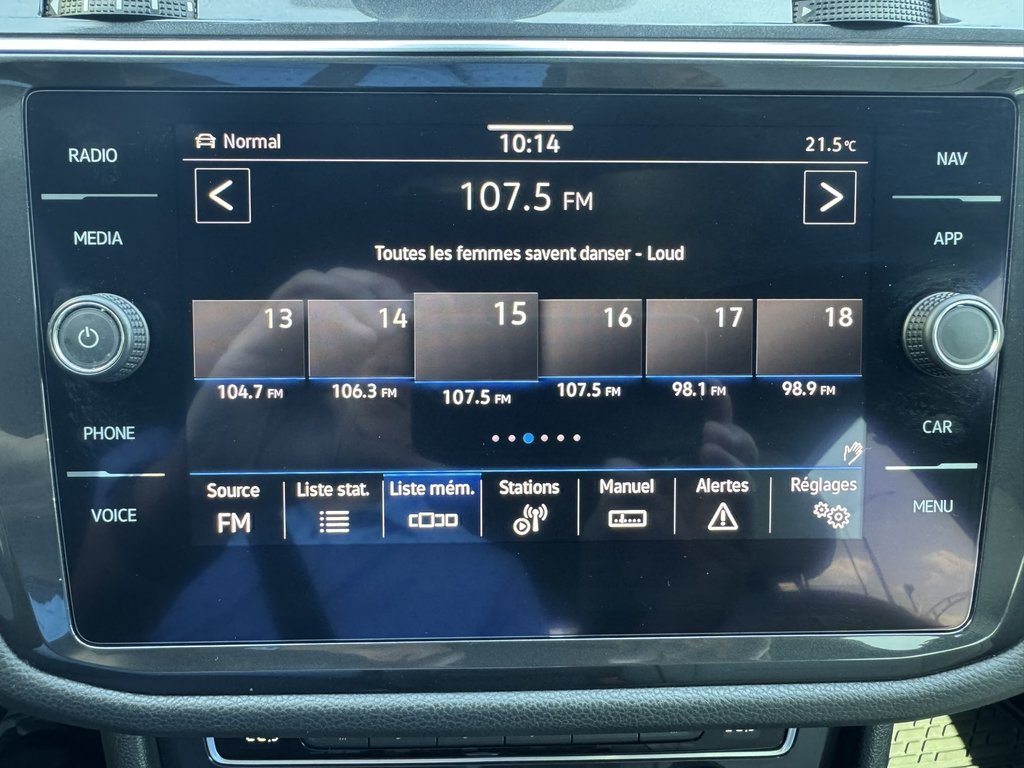 RADIO
MEDIA
PHONE
VOICE
NAV
APP
CAR
MENU
Normal 10:14 21.5°C
< 107.5 FM >
Toutes les femmes savent danser - Loud
13 14 15 16 17 18
104.7 FM 106.3 FM 107.5 FM 107.5 FM 98.1 FM 98.9 FM
Source Liste stat. Liste mém. Stations Manuel Alertes Réglages
FM